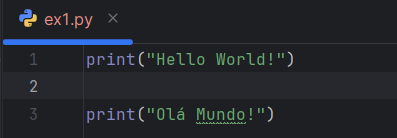 ex1.py ×
1 print("Hello World!")
2
3 print("Olá Mundo!")